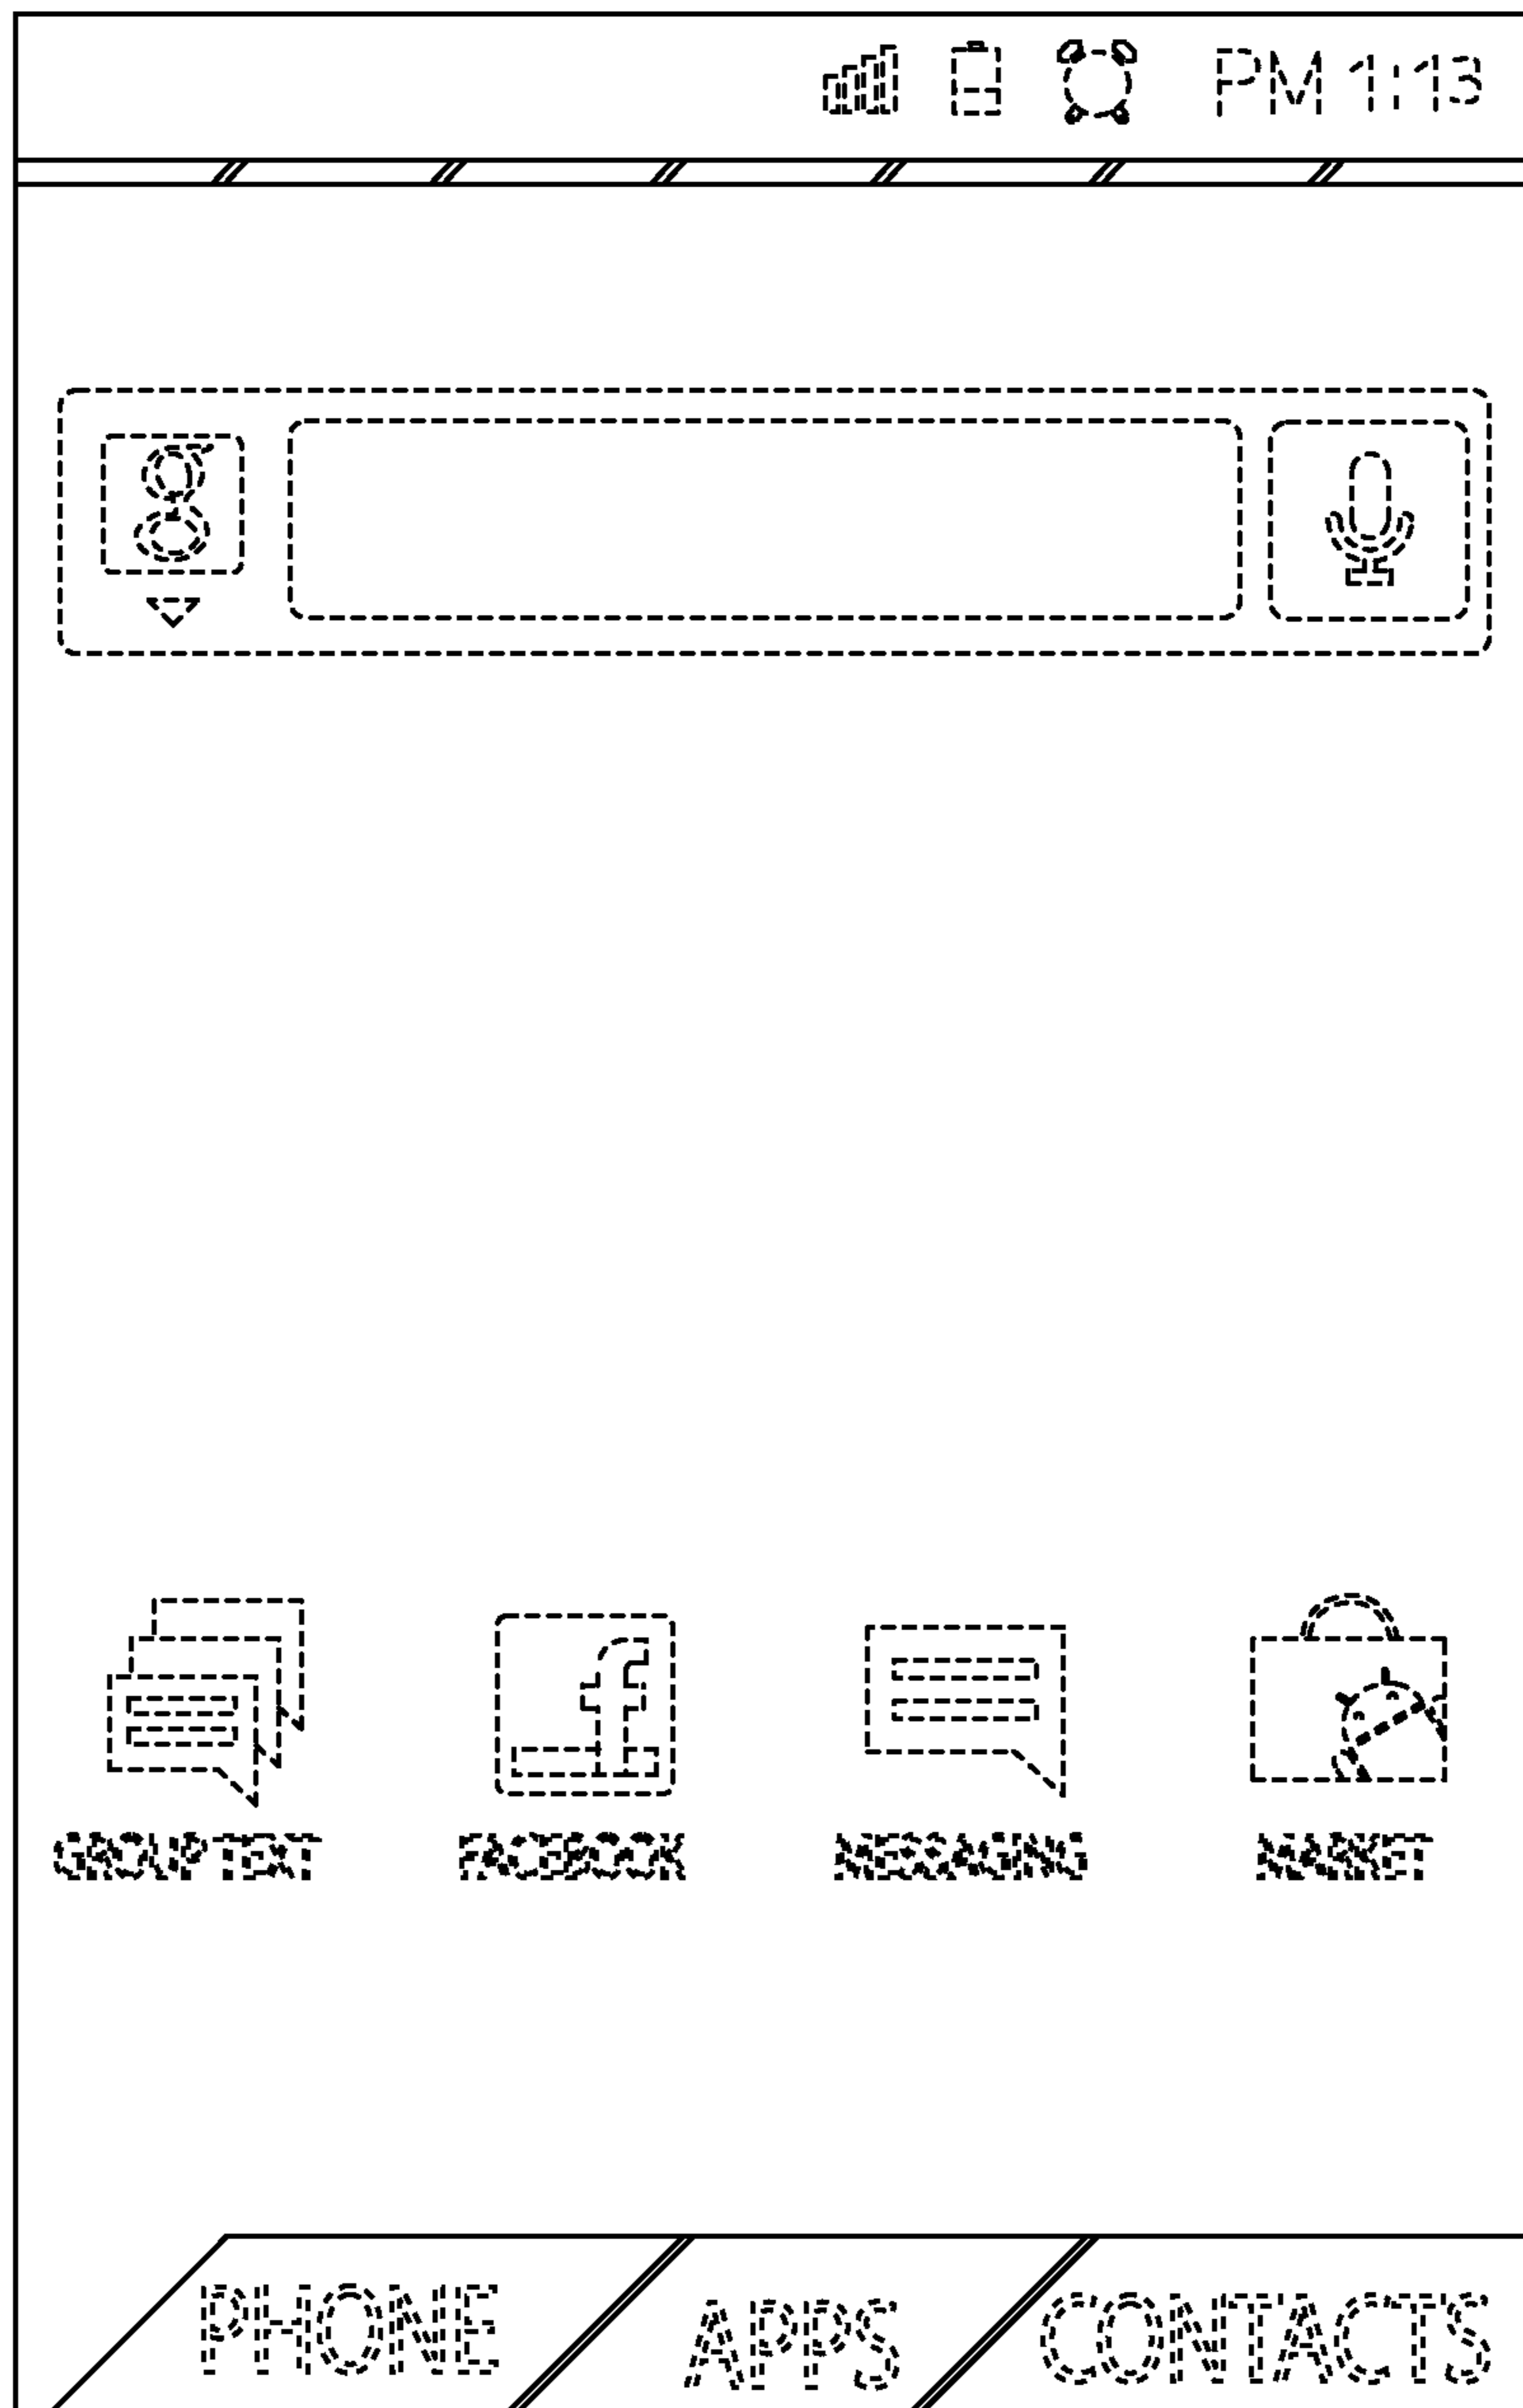 PM 1:13
g
GROUP TEXT FACEBOOK MESSAGING MARKET
PHONE APPS CONTACTS